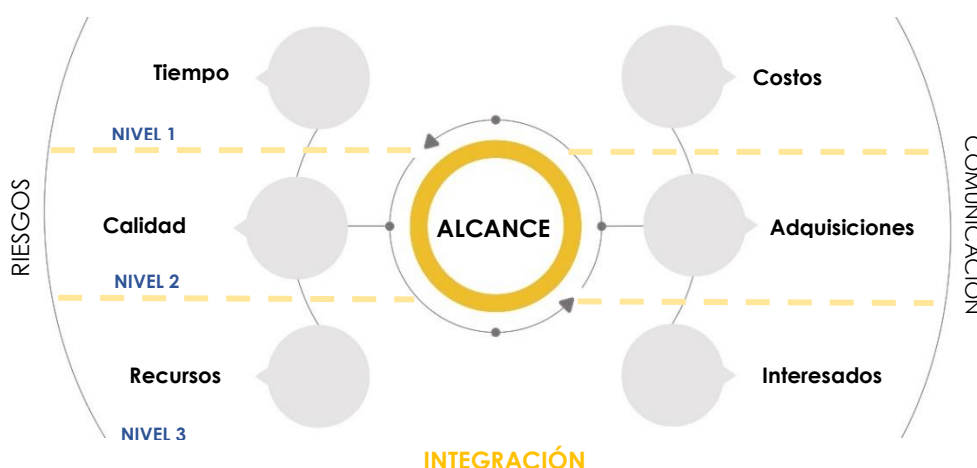 Tiempo
Costos
NIVEL 1
RIESGOS
COMUNICACIÓN
Calidad
ALCANCE
Adquisiciones
NIVEL 2
Recursos
Interesados
NIVEL 3
INTEGRACIÓN